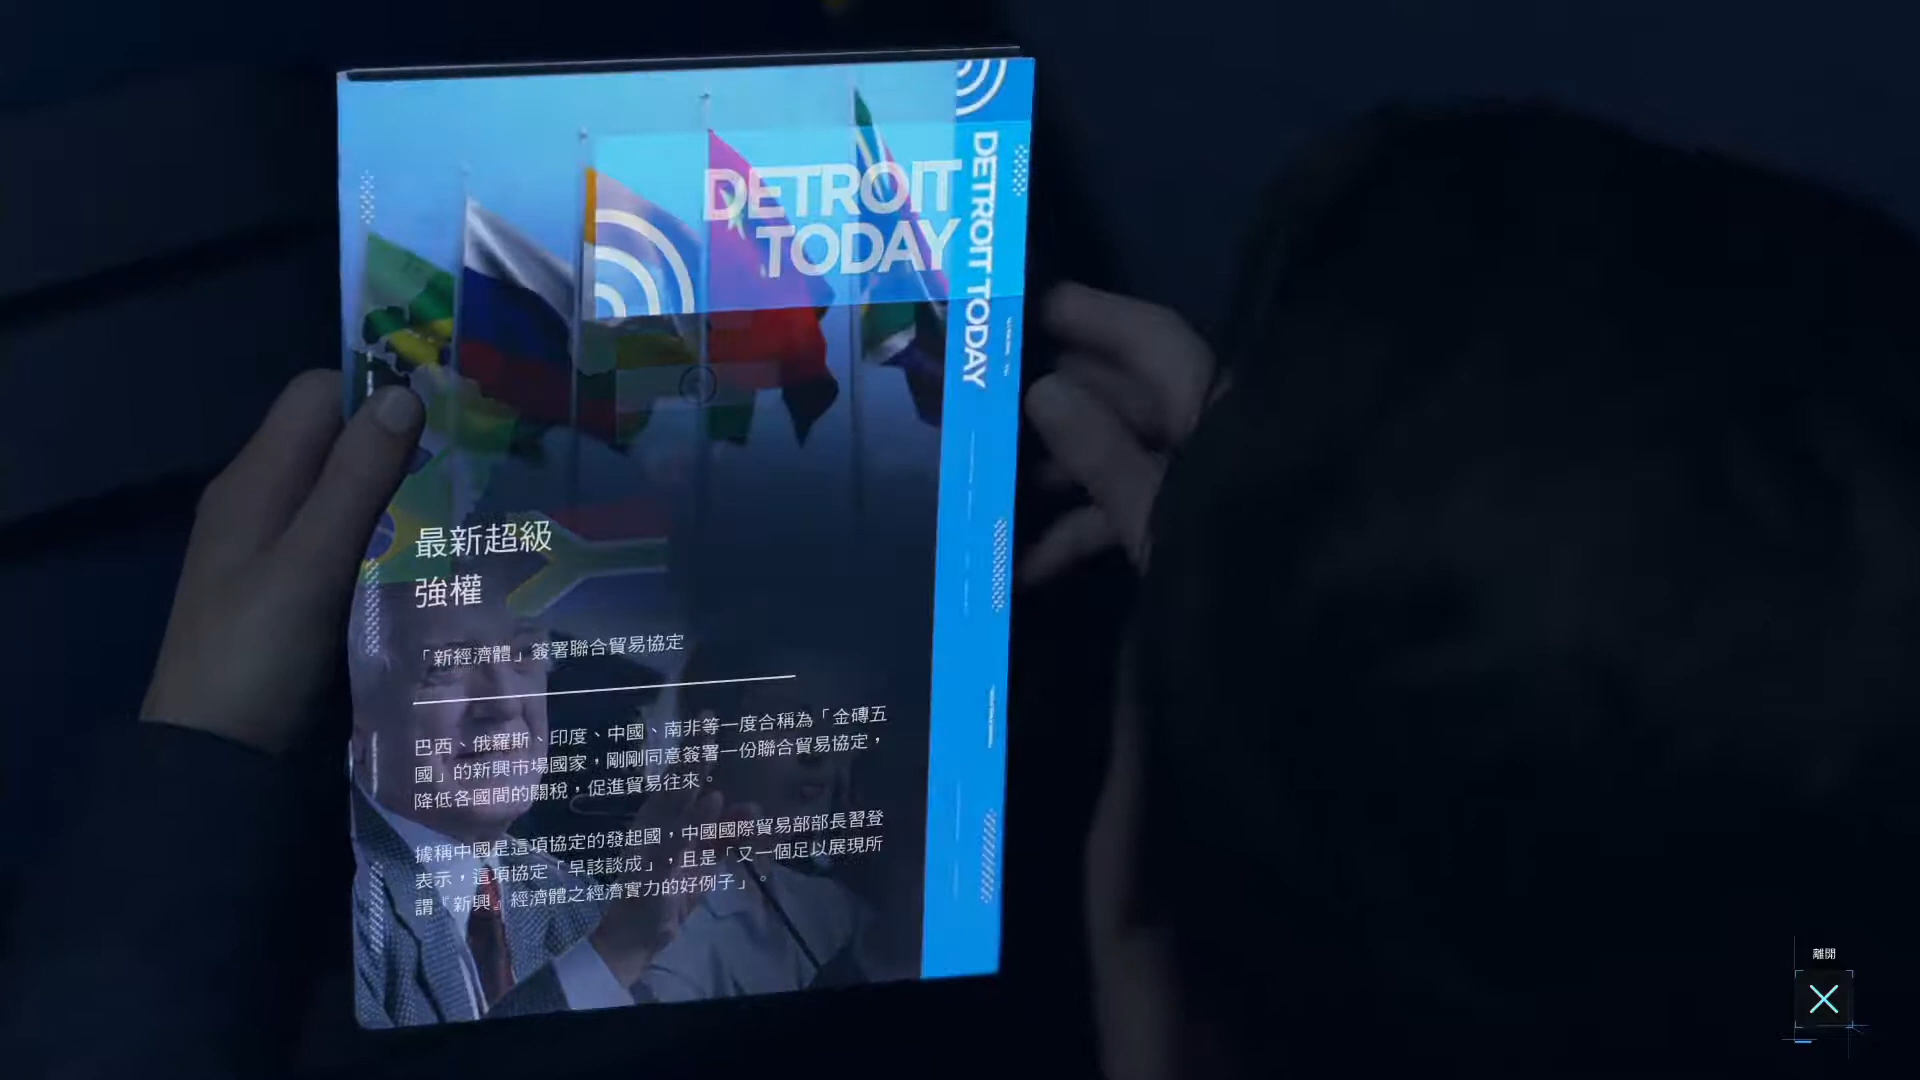 DETROIT
TODAY
DETROIT TODAY
最新超級
強權
「新經濟體」簽署聯合貿易協定
巴西、俄羅斯、印度、中國、南非等一度合稱為「金磚五
國」的新興市場國家，剛剛同意簽署一份聯合貿易協定，
降低各國間的關稅，促進貿易往來。
據稱中國是這項協定的發起國，中國國際貿易部部長習登
表示，這項協定「早該談成」，且是「又一個足以展現所
謂『新興』經濟體之經濟實力的好例子」。
離開